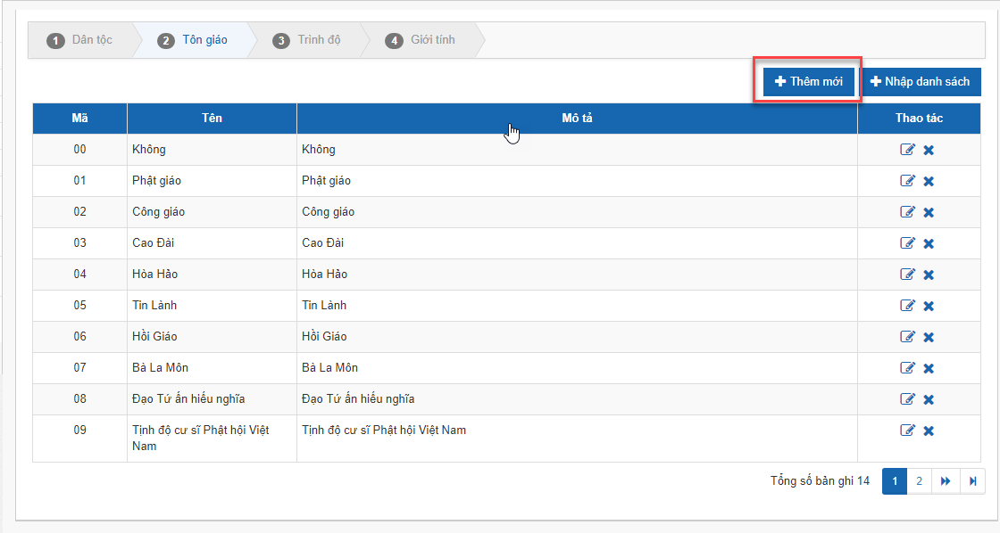 1 Dân tộc 2 Tôn giáo 3 Trình độ 4 Giới tính
Thêm mới Nhập danh sách
Mã Tên Mô tả Thao tác
00 Không Không
01 Phật giáo Phật giáo
02 Công giáo Công giáo
03 Cao Đài Cao Đài
04 Hòa Hảo Hòa Hảo
05 Tin Lành Tin Lành
06 Hồi Giáo Hồi Giáo
07 Bà La Môn Bà La Môn
08 Đạo Tứ ấn hiếu nghĩa Đạo Tứ ấn hiếu nghĩa
09 Tịnh độ cư sĩ Phật hội Việt Tịnh độ cư sĩ Phật hội Việt Nam
Nam
Tổng số bản ghi 14 1 2